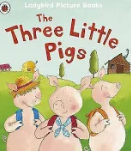 Ladybird Picture Books
The
Three Little
Pigs